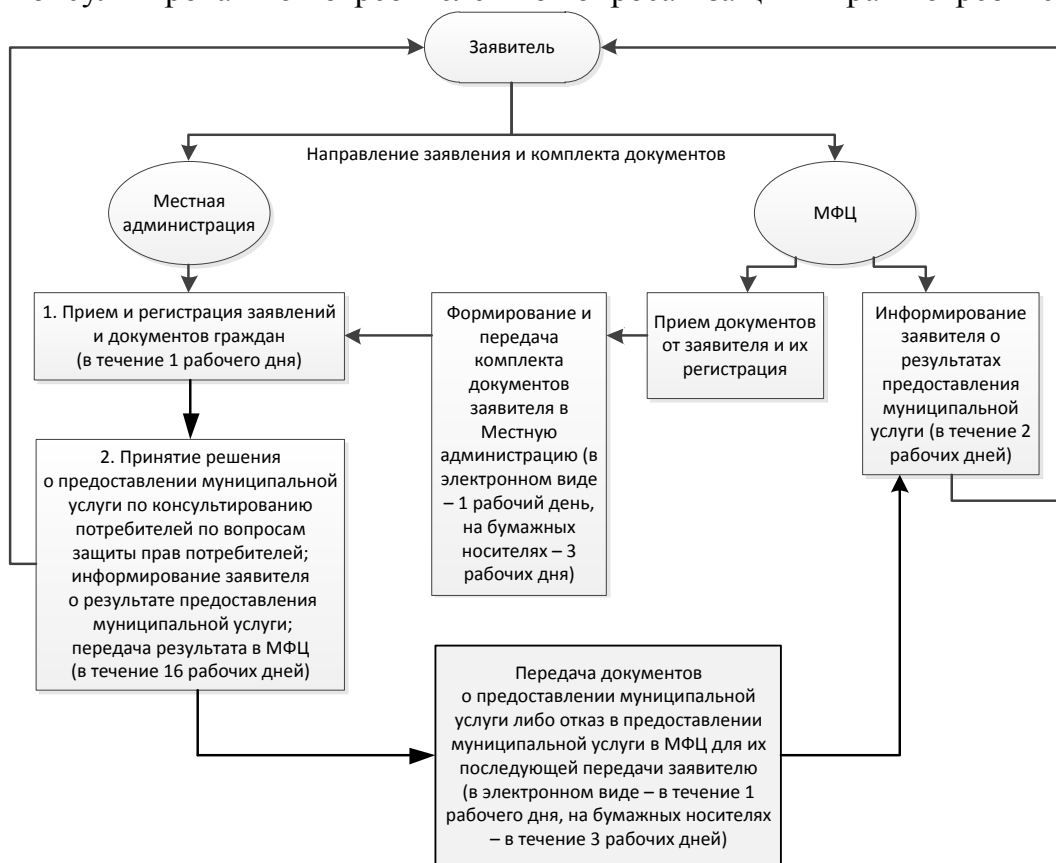 Заявитель
Направление заявления и комплекта документов
Местная
администрация
МФЦ
1. Прием и регистрация заявлений
и документов граждан
(в течение 1 рабочего дня)
Формирование и
передача
комплекта
документов
заявителя в
Местную
администрацию (в
электронном виде
– 1 рабочий день,
на бумажных
носителях – 3
рабочих дня)
Прием документов
от заявителя и их
регистрация
Информирование
заявителя о
результатах
предоставления
муниципальной
услуги (в течение 2
рабочих дней)
2. Принятие решения
о предоставлении муниципальной
услуги по консультированию
потребителей по вопросам
защиты прав потребителей;
информирование заявителя
о результате предоставления
муниципальной услуги;
передача результата в МФЦ
(в течение 16 рабочих дней)
Передача документов
о предоставлении муниципальной
услуги либо отказ в предоставлении
муниципальной услуги в МФЦ для их
последующей передачи заявителю
(в электронном виде – в течение 1
рабочего дня, на бумажных носителях
– в течение 3 рабочих дней)